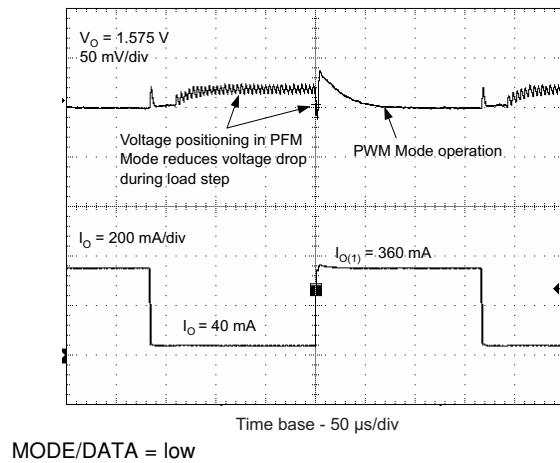 V_O = 1.575 V
50 mV/div
Voltage positioning in PFM
Mode reduces voltage drop
during load step
PWM Mode operation
I_O = 200 mA/div
I_O(1) = 360 mA
I_O = 40 mA
Time base - 50 µs/div
MODE/DATA = low